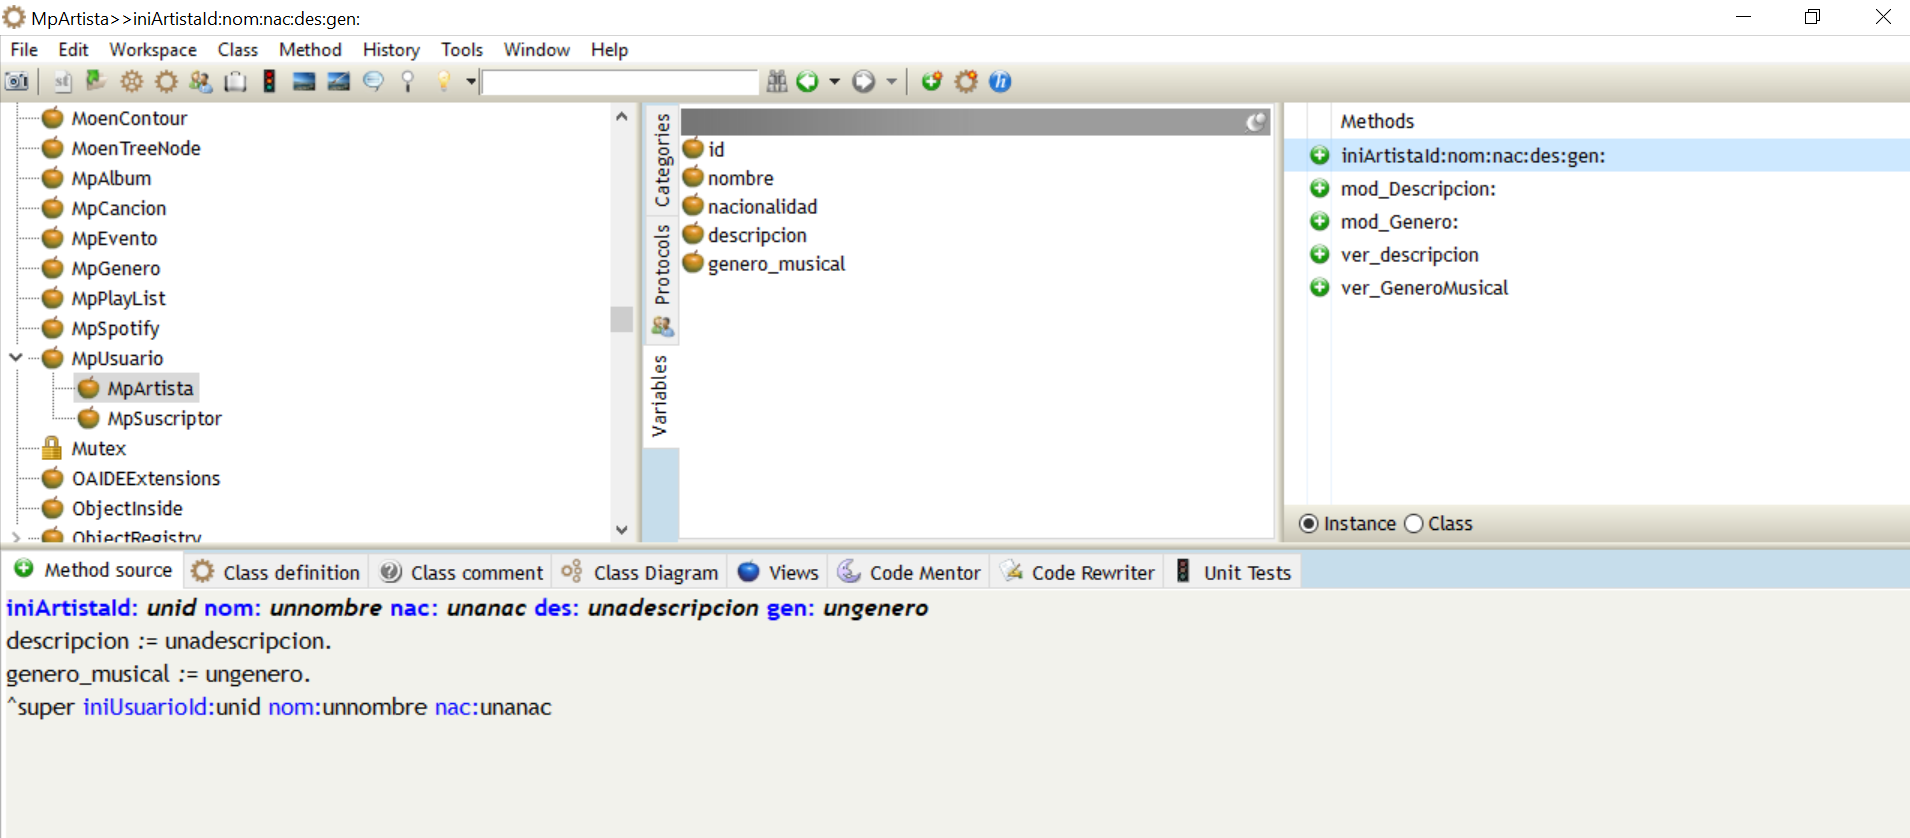 MpArtista>>iniArtistaId:nom:nac:des:gen:
File Edit Workspace Class Method History Tools Window Help
st
MoenContour
MoenTreeNode
MpAlbum
MpCancion
MpEvento
MpGenero
MpPlayList
MpSpotify
MpUsuario
MpArtista
MpSuscriptor
Mutex
OAIDEExtensions
ObjectInside
ObjectRegistry
Categories
Protocols
Variables
id
nombre
nacionalidad
descripcion
genero_musical
Methods
iniArtistaId:nom:nac:des:gen:
mod_Descripcion:
mod_Genero:
ver_descripcion
ver_GeneroMusical
Instance Class
Method source Class definition Class comment Class Diagram Views Code Mentor Code Rewriter Unit Tests
iniArtistaId: unid nom: unnombre nac: unanac des: unadescripcion gen: ungenero
descripcion := unadescripcion.
genero_musical := ungenero.
^super iniUsuarioId:unid nom:unnombre nac:unanac